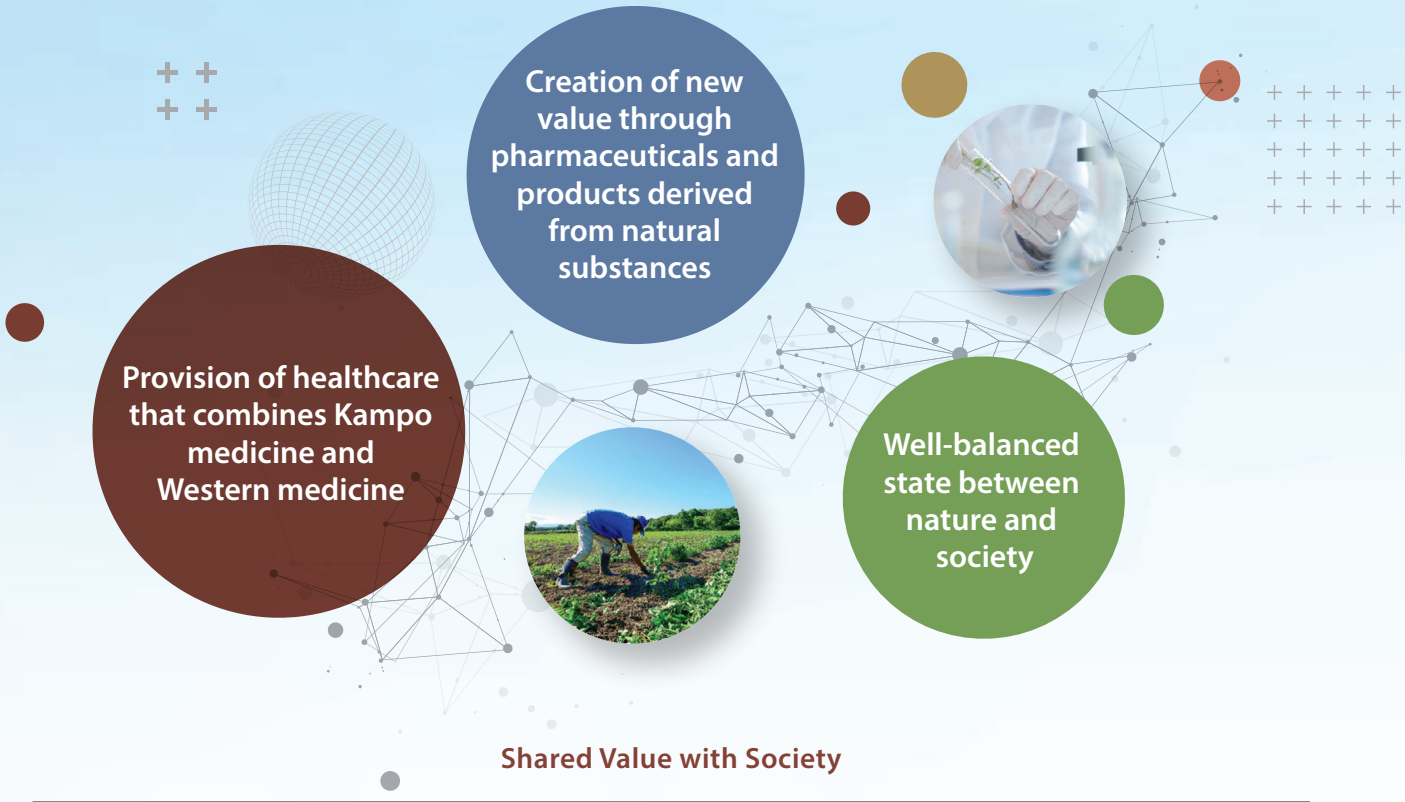 Creation of new
value through
pharmaceuticals and
products derived
from natural
substances
Provision of healthcare
that combines Kampo
medicine and
Western medicine
Well-balanced
state between
nature and
society
Shared Value with Society